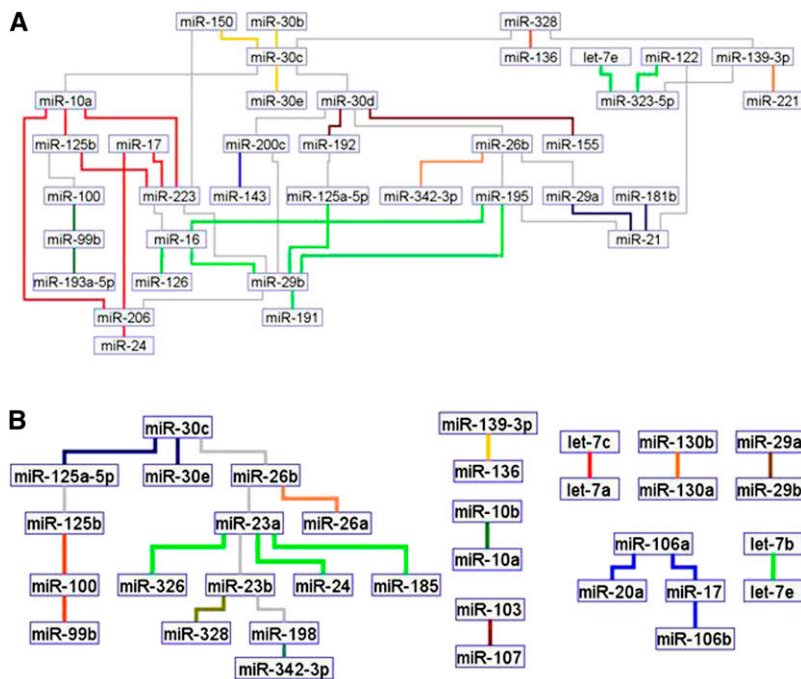 A
miR-150 miR-30b miR-328
miR-30c miR-136 let-7e miR-122 miR-139-3p
miR-10a miR-30e miR-30d miR-323-5p miR-221
miR-125b miR-17 miR-200c miR-192 miR-26b miR-155
miR-100 miR-223 miR-143 miR-125a-5p miR-342-3p miR-195 miR-29a miR-181b
miR-99b miR-16 miR-21
miR-193a-5p miR-126 miR-29b
miR-206 miR-191
miR-24
B
miR-30c miR-139-3p let-7c miR-130b miR-29a
miR-125a-5p miR-30e miR-26b miR-136 let-7a miR-130a miR-29b
miR-125b miR-23a miR-26a miR-10b
miR-106a let-7b
miR-10a
miR-100 miR-326 miR-23b miR-24 miR-185 miR-20a miR-17 let-7e
miR-103
miR-99b miR-328 miR-198 miR-106b
miR-342-3p miR-107